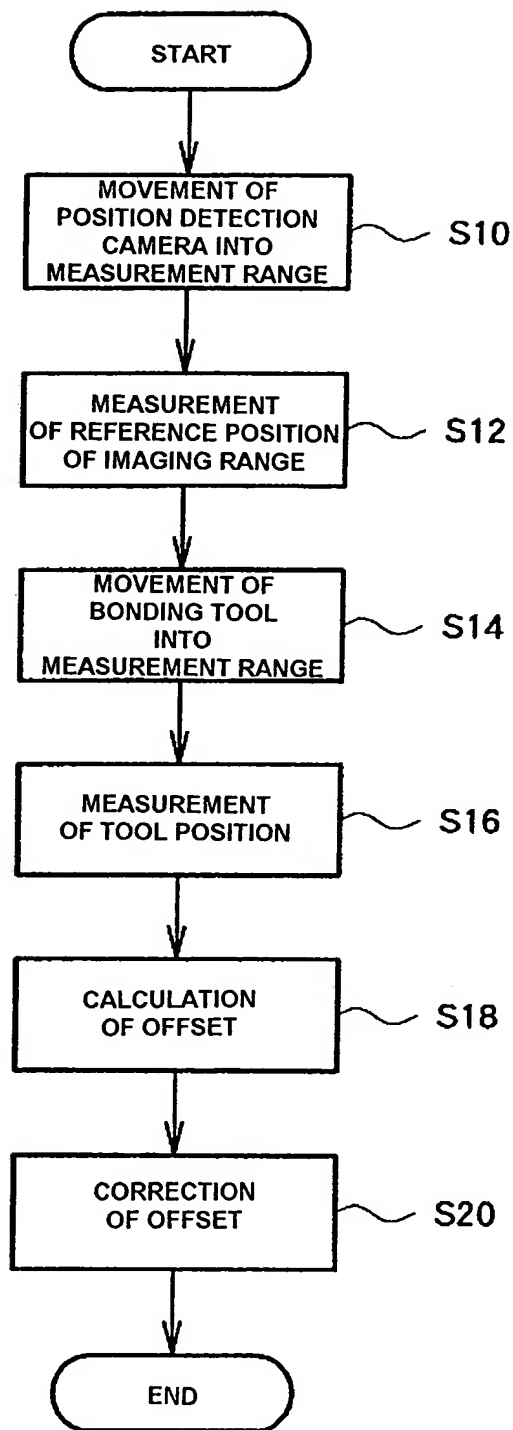 START
MOVEMENT OF
POSITION DETECTION
CAMERA INTO
MEASUREMENT RANGE
S10
MEASUREMENT
OF REFERENCE POSITION
OF IMAGING RANGE
S12
MOVEMENT OF
BONDING TOOL
INTO
MEASUREMENT RANGE
S14
MEASUREMENT
OF TOOL POSITION
S16
CALCULATION
OF OFFSET
S18
CORRECTION
OF OFFSET
S20
END